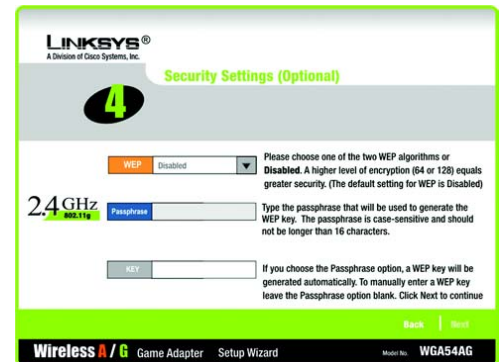 LINKSYS®
A Division of Cisco Systems, Inc.
Security Settings (Optional)
4
WEP Disabled
Please choose one of the two WEP algorithms or
Disabled. A higher level of encryption (64 or 128) equals
greater security. (The default setting for WEP is Disabled)
2.4 GHz
802.11g
Passphrase
Type the passphrase that will be used to generate the
WEP key. The passphrase is case-sensitive and should
not be longer than 16 characters.
KEY
If you choose the Passphrase option, a WEP key will be
generated automatically. To manually enter a WEP key
leave the Passphrase option blank. Click Next to continue
Back Next
Wireless A / G Game Adapter Setup Wizard Model No. WGA54AG